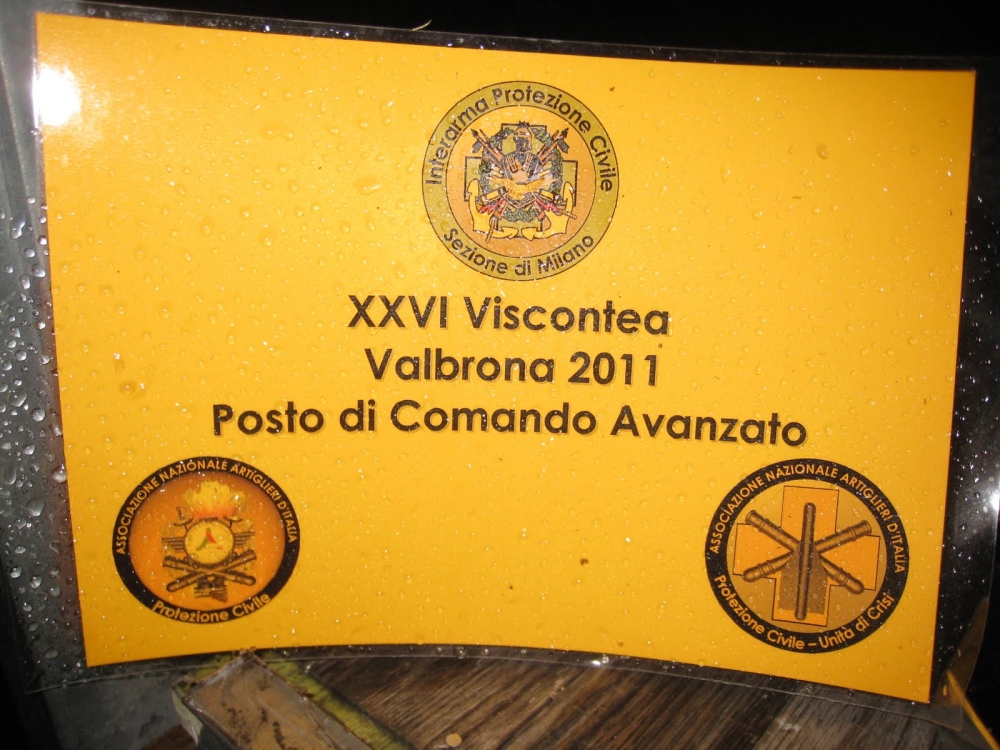 Interarma Protezione Civile
Sezione di Milano
XXVI Viscontea
Valbrona 2011
Posto di Comando Avanzato
ASSOCIAZIONE NAZIONALE ARTIGLIERI D'ITALIA
Protezione Civile
ASSOCIAZIONE NAZIONALE ARTIGLIERI D'ITALIA
Protezione Civile – Unità di Crisi